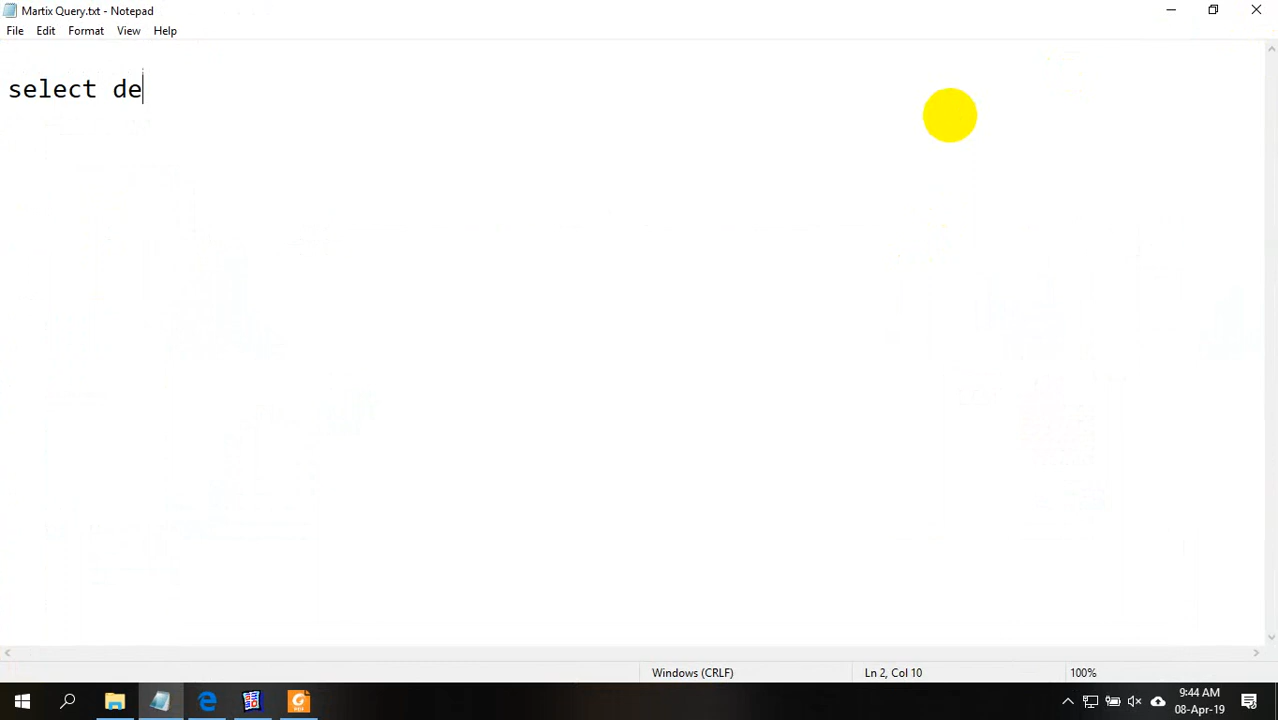 Martix Query.txt - Notepad
File Edit Format View Help
select de
Windows (CRLF) Ln 2, Col 10 100%
9:44 AM
08-Apr-19